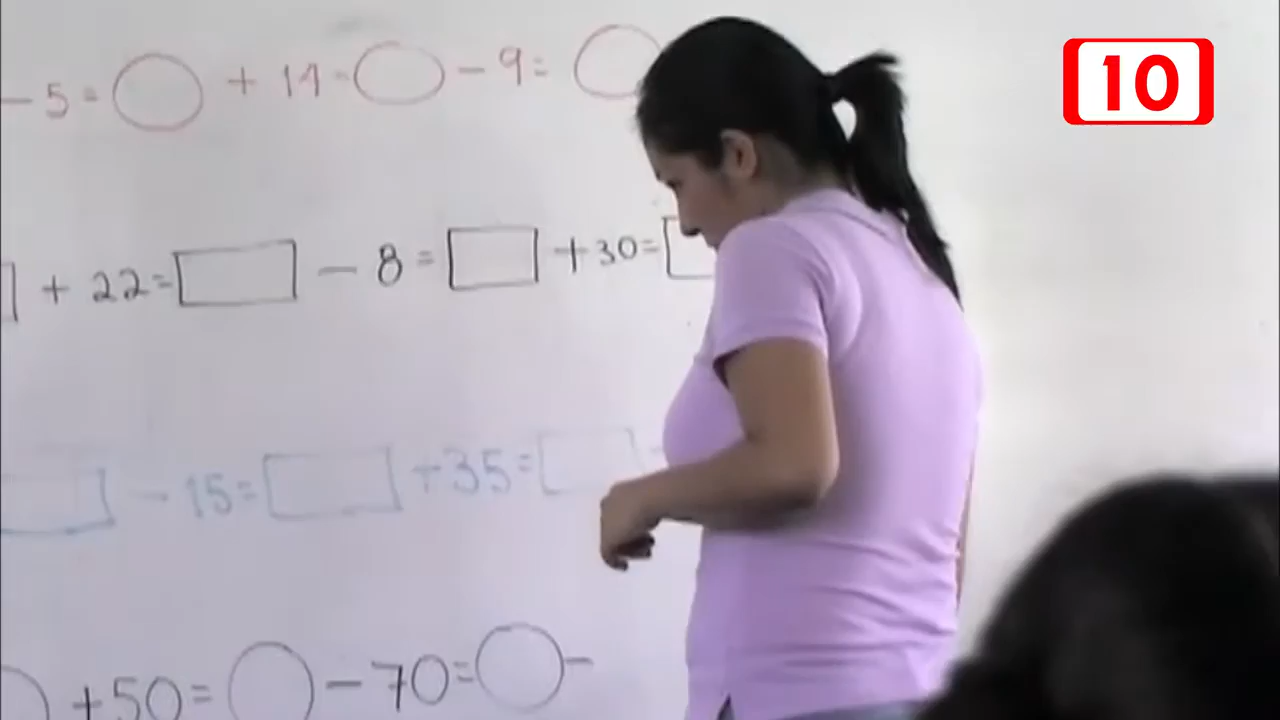 10
- 5 = + 14 = - 9 =
+ 22 = - 8 = + 30 =
- 15 = + 35 =
+ 50 = - 70 = -